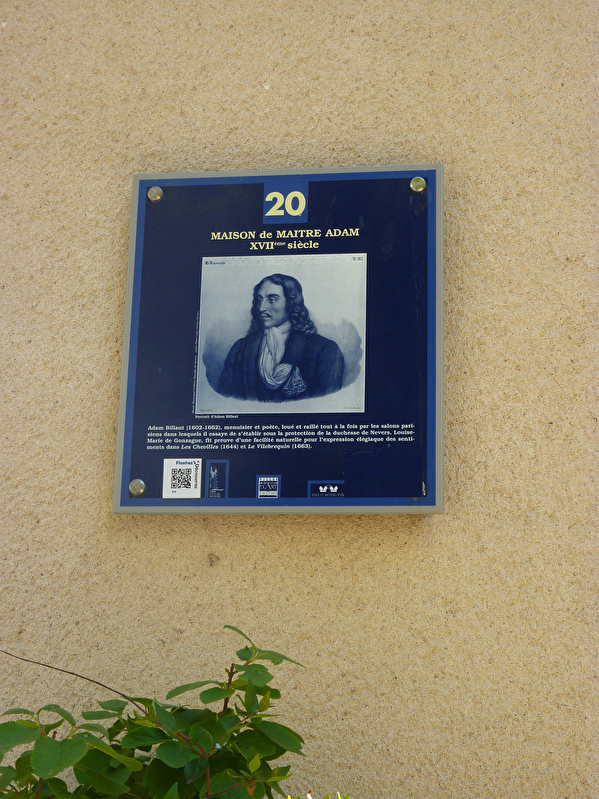 20
MAISON de MAITRE ADAM
XVIIème siècle
Portrait d'Adam Billaut
Adam Billaut (1602-1662), menuisier et poète, loué et raillé tout à la fois par les salons pari-
siens dans lesquels il essaye de s'établir sous la protection de la duchesse de Nevers, Louise-
Marie de Gonzague, fit preuve d'une facilité naturelle pour l'expression élégiaque des senti-
ments dans Les Chevilles (1644) et Le Vilebrequin (1663).
Flashez